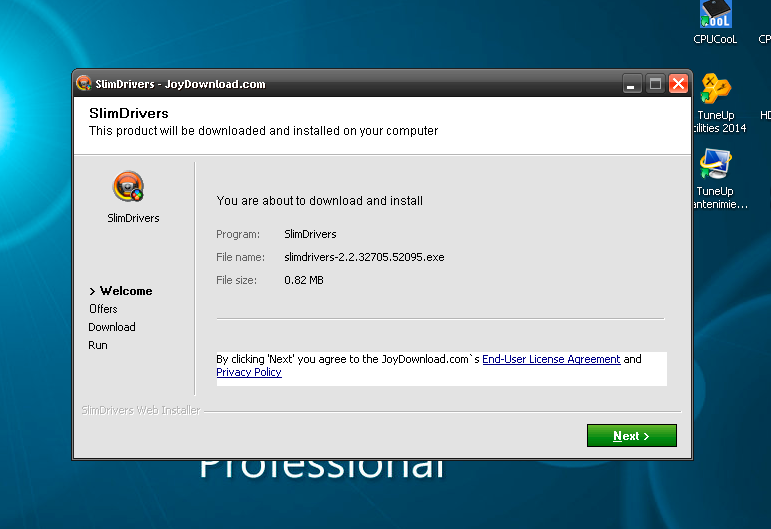 CPUCooL
CP
SlimDrivers - JoyDownload.com
SlimDrivers
This product will be downloaded and installed on your computer
TuneUp
HD
tilities 2014
TuneUp
antenimie...
SlimDrivers
You are about to download and install
Program: SlimDrivers
File name: slimdrivers-2.2.32705.52095.exe
File size: 0.82 MB
> Welcome
Offers
Download
Run
By clicking 'Next' you agree to the JoyDownload.com`s End-User License Agreement and
Privacy Policy
SlimDrivers Web Installer
Next >
Professional